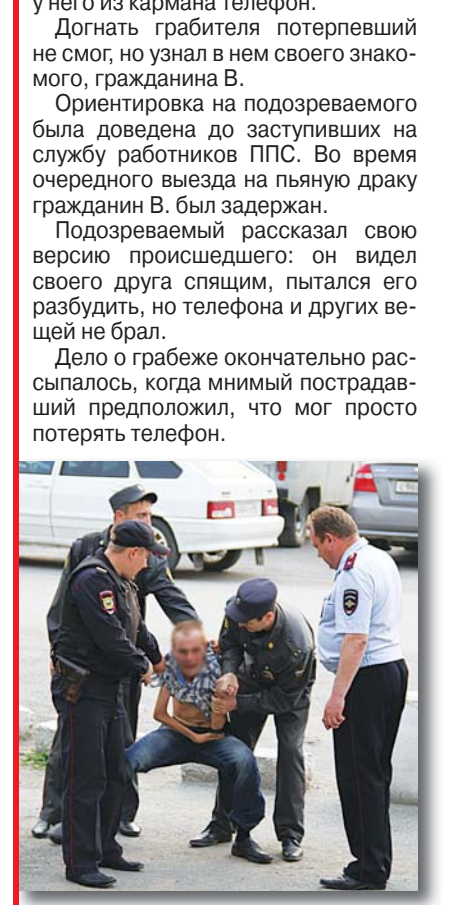 у него из кармана телефон.
Догнать грабителя потерпевший
не смог, но узнал в нем своего знако-
мого, гражданина В.
Ориентировка на подозреваемого
была доведена до заступивших на
службу работников ППС. Во время
очередного выезда на пьяную драку
гражданин В. был задержан.
Подозреваемый рассказал свою
версию происшедшего: он видел
своего друга спящим, пытался его
разбудить, но телефона и других ве-
щей не брал.
Дело о грабеже окончательно рас-
сыпалось, когда мнимый пострадав-
ший предположил, что мог просто
потерять телефон.